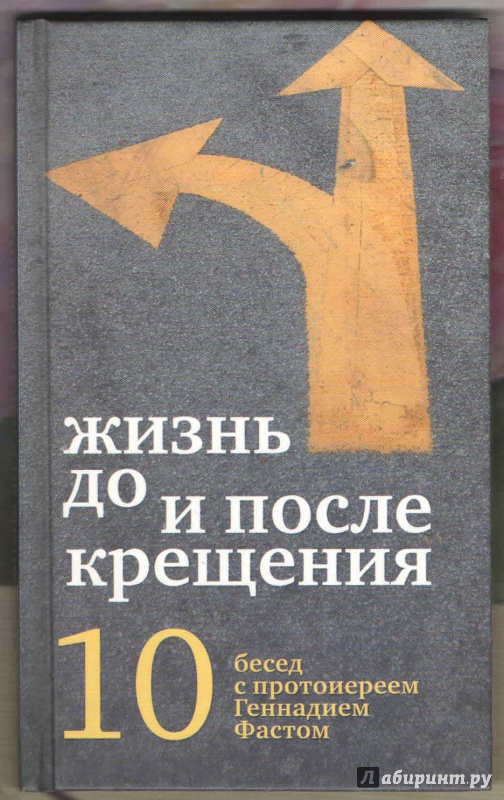 жизнь
до
и после
крещения
10
бесед
с протоиереем
Геннадием
Фастом
Лабиринт.ру